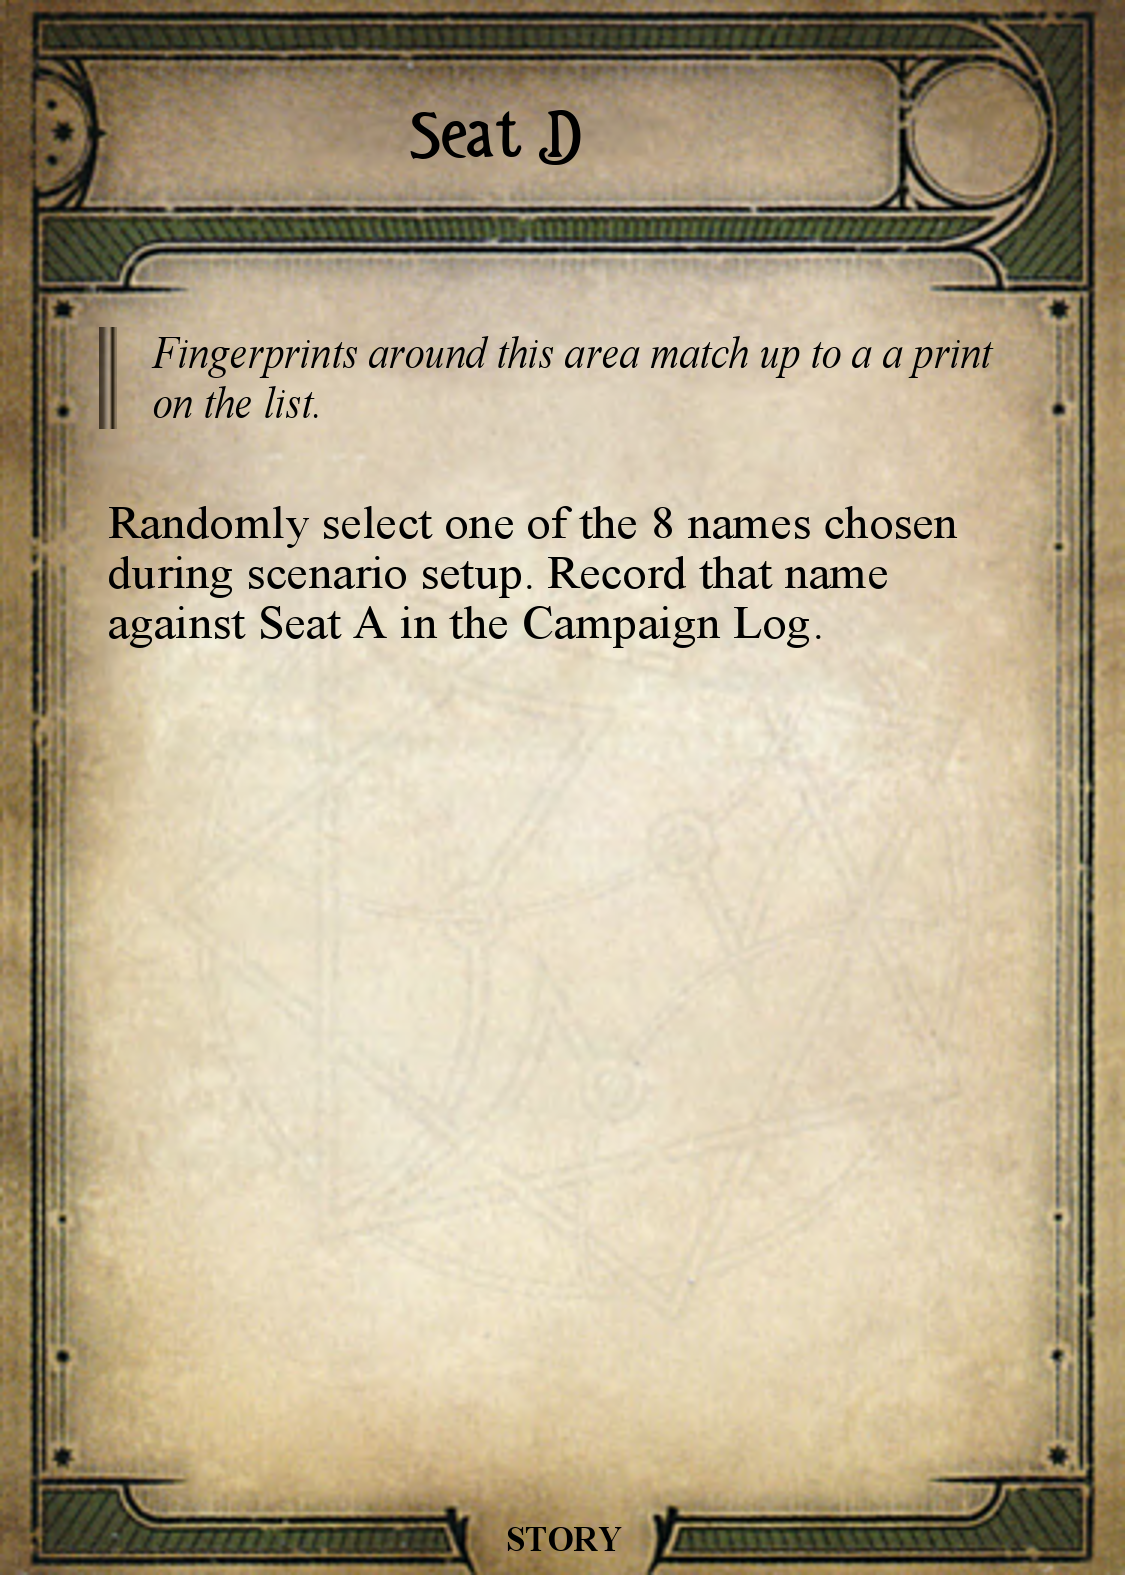 Seat D
Fingerprints around this area match up to a a print
on the list.
Randomly select one of the 8 names chosen
during scenario setup. Record that name
against Seat A in the Campaign Log.
STORY